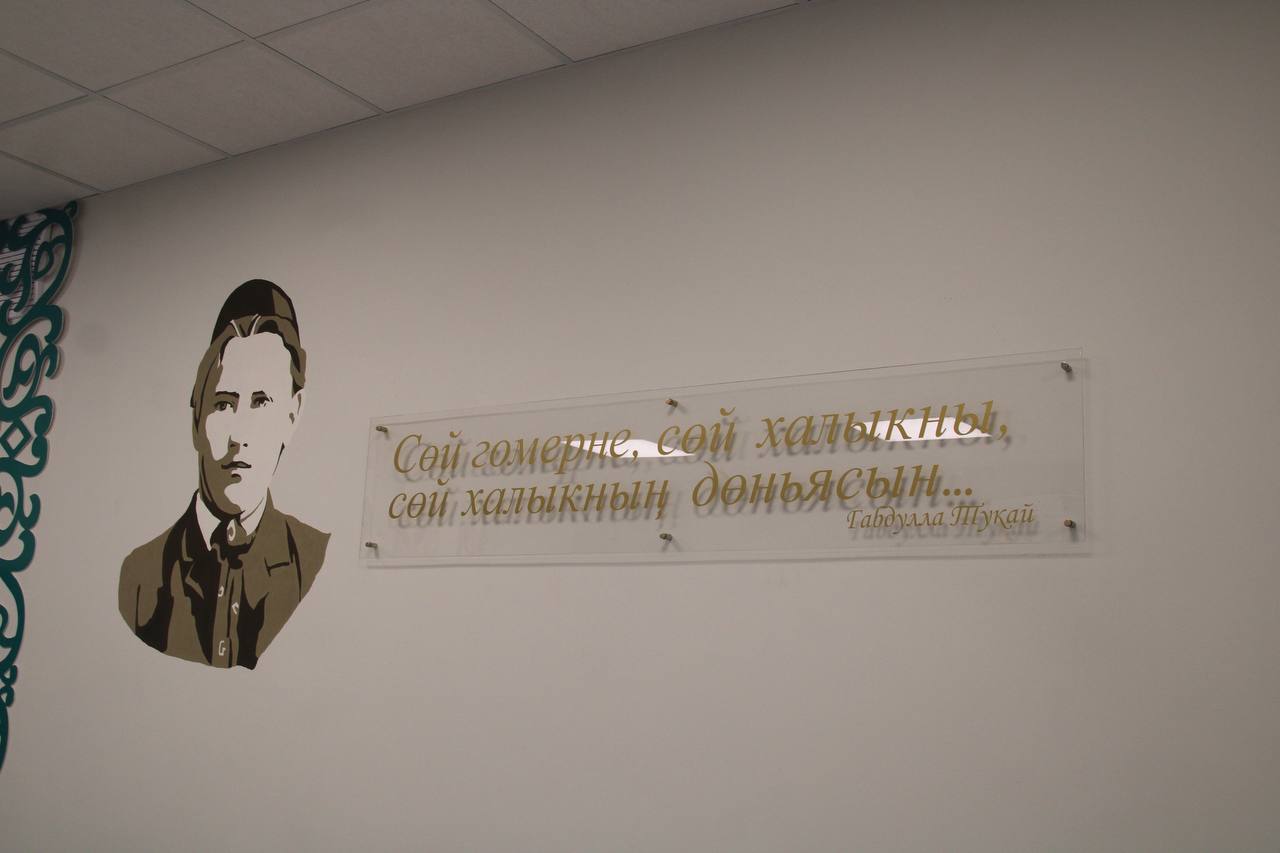 Сөй гомерне, сөй халыкны,
сөй халыкның дөньясын...
Габдулла Тукай